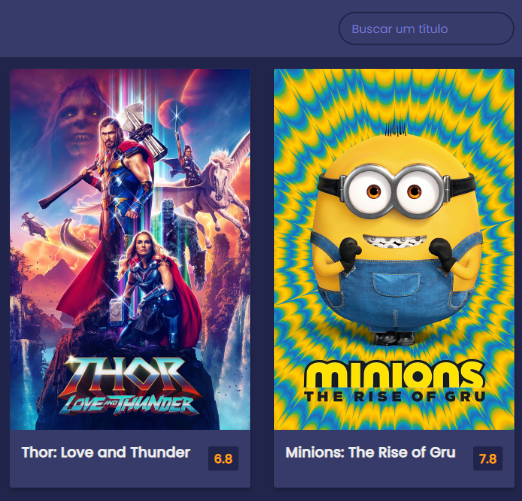 Buscar um título
THOR
LOVE AND THUNDER
MINIONS
THE RISE OF GRU
Thor: Love and Thunder
6.8
Minions: The Rise of Gru
7.8